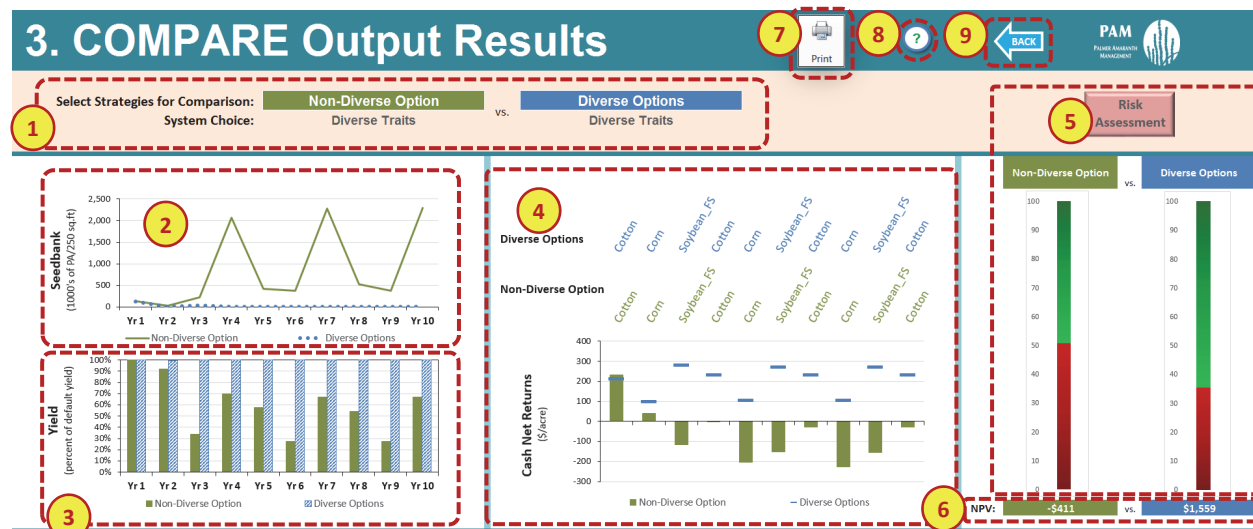 3. COMPARE Output Results
7
Print
8
?
9
BACK
PAM
PALMER AMARANTH
MANAGEMENT
1
Select Strategies for Comparison:
Non-Diverse Option
vs.
Diverse Options
System Choice:
Diverse Traits
Diverse Traits
5
Risk
Assessment
2
Seedbank
(1000's of PA/250 sq.ft)
2,500
2,000
1,500
1,000
500
0
Yr 1 Yr 2 Yr 3 Yr 4 Yr 5 Yr 6 Yr 7 Yr 8 Yr 9 Yr 10
Non-Diverse Option Diverse Options
3
Yield
(percent of default yield)
100%
90%
80%
70%
60%
50%
40%
30%
20%
10%
0%
Yr 1 Yr 2 Yr 3 Yr 4 Yr 5 Yr 6 Yr 7 Yr 8 Yr 9 Yr 10
Non-Diverse Option Diverse Options
4
Diverse Options
Cotton Corn Soybean_FS Cotton Corn Soybean_FS Cotton Corn Soybean_FS Cotton
Non-Diverse Option
Cotton Corn Soybean_FS Cotton Corn Soybean_FS Cotton Corn Soybean_FS Cotton
Cash Net Returns
($/acre)
400
300
200
100
0
-100
-200
-300
Non-Diverse Option Diverse Options
Non-Diverse Option vs. Diverse Options
100 100
90 90
80 80
70 70
60 60
50 50
40 40
30 30
20 20
10 10
0 0
6
NPV: -$411 vs. $1,559